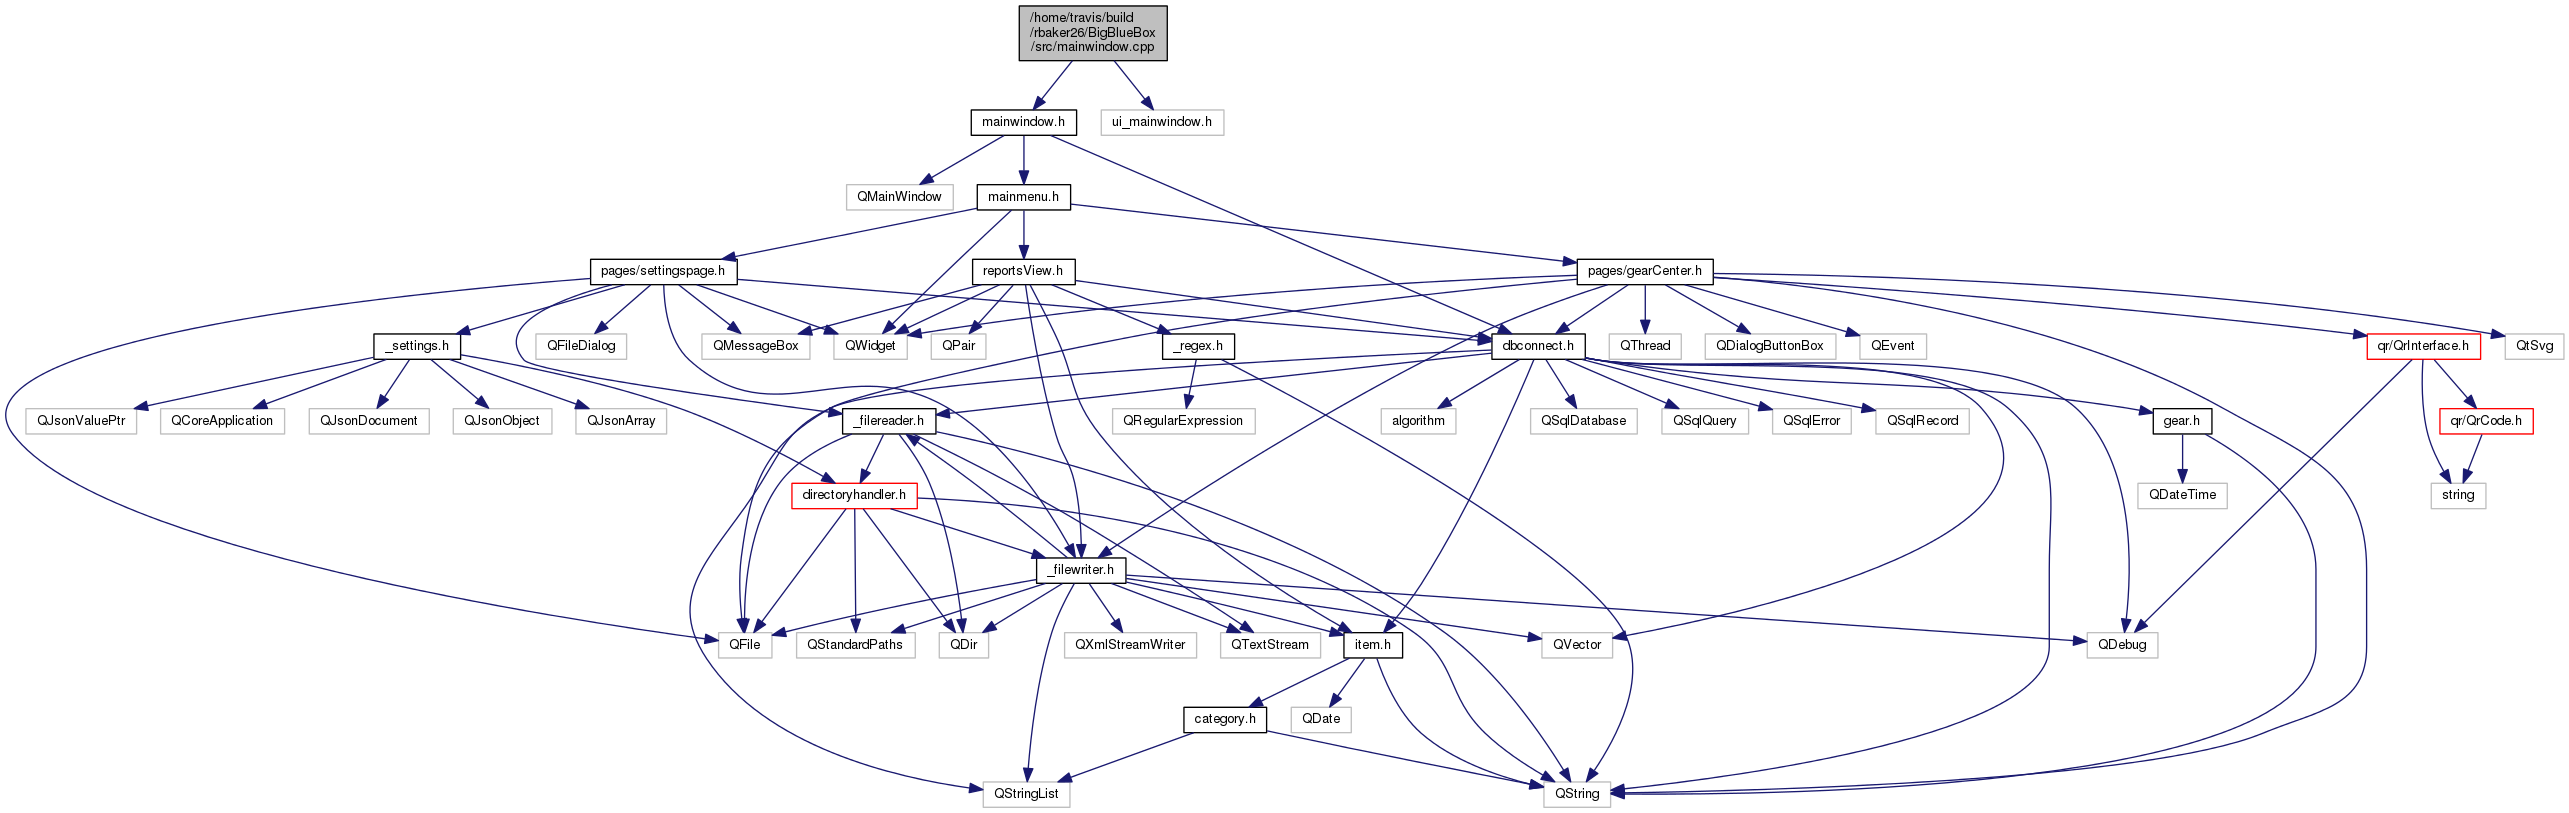 /home/travis/build
/rbaker26/BigBlueBox
/src/mainwindow.cpp
mainwindow.h
ui_mainwindow.h
QMainWindow
mainmenu.h
pages/settingspage.h
reportsView.h
pages/gearCenter.h
_settings.h
QFileDialog
QMessageBox
QWidget
QPair
_regex.h
dbconnect.h
QThread
QDialogButtonBox
QEvent
qr/QrInterface.h
QtSvg
QJsonValuePtr
QCoreApplication
QJsonDocument
QJsonObject
QJsonArray
_filereader.h
QRegularExpression
algorithm
QSqlDatabase
QSqlQuery
QSqlError
QSqlRecord
gear.h
qr/QrCode.h
directoryhandler.h
QDateTime
string
_filewriter.h
QFile
QStandardPaths
QDir
QXmlStreamWriter
QTextStream
item.h
QVector
QDebug
category.h
QDate
QStringList
QString